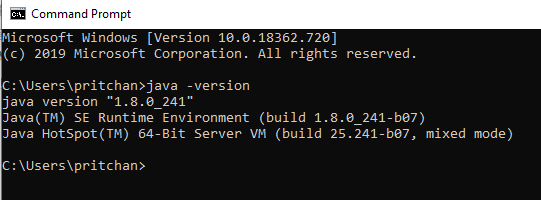 Command Prompt
Microsoft Windows [Version 10.0.18362.720]
(c) 2019 Microsoft Corporation. All rights reserved.
C:\Users\pritchan>java -version
java version "1.8.0_241"
Java(TM) SE Runtime Environment (build 1.8.0_241-b07)
Java HotSpot(TM) 64-Bit Server VM (build 25.241-b07, mixed mode)
C:\Users\pritchan>